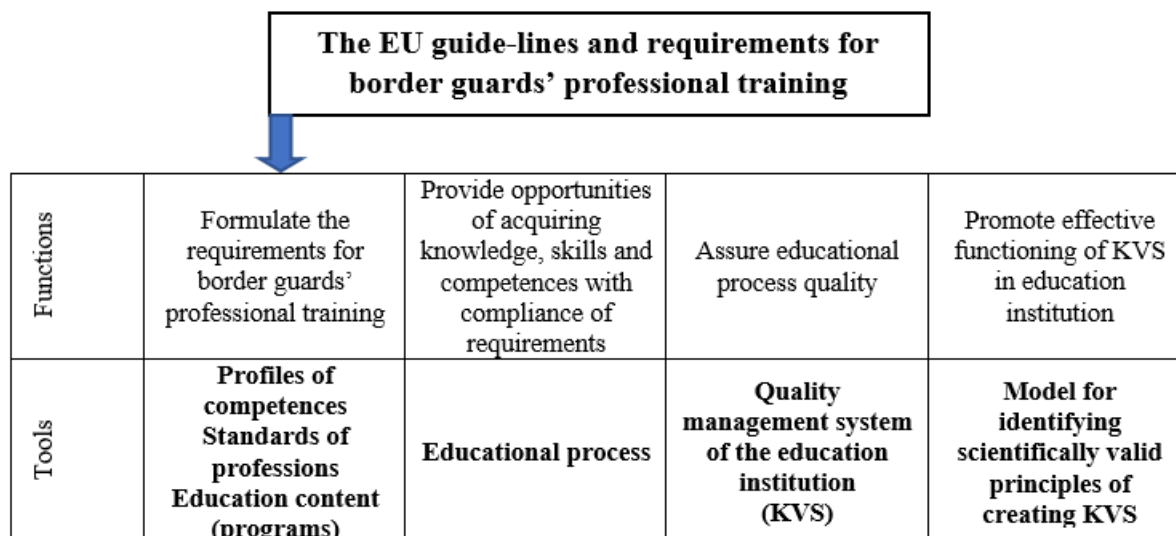 The EU guide-lines and requirements for
border guards’ professional training
Functions
Formulate the
requirements for
border guards’
professional training
Provide opportunities
of acquiring
knowledge, skills and
competences with
compliance of
requirements
Assure educational
process quality
Promote effective
functioning of KVS
in education
institution
Tools
Profiles of
competences
Standards of
professions
Education content
(programs)
Educational process
Quality
management system
of the education
institution
(KVS)
Model for
identifying
scientifically valid
principles of
creating KVS